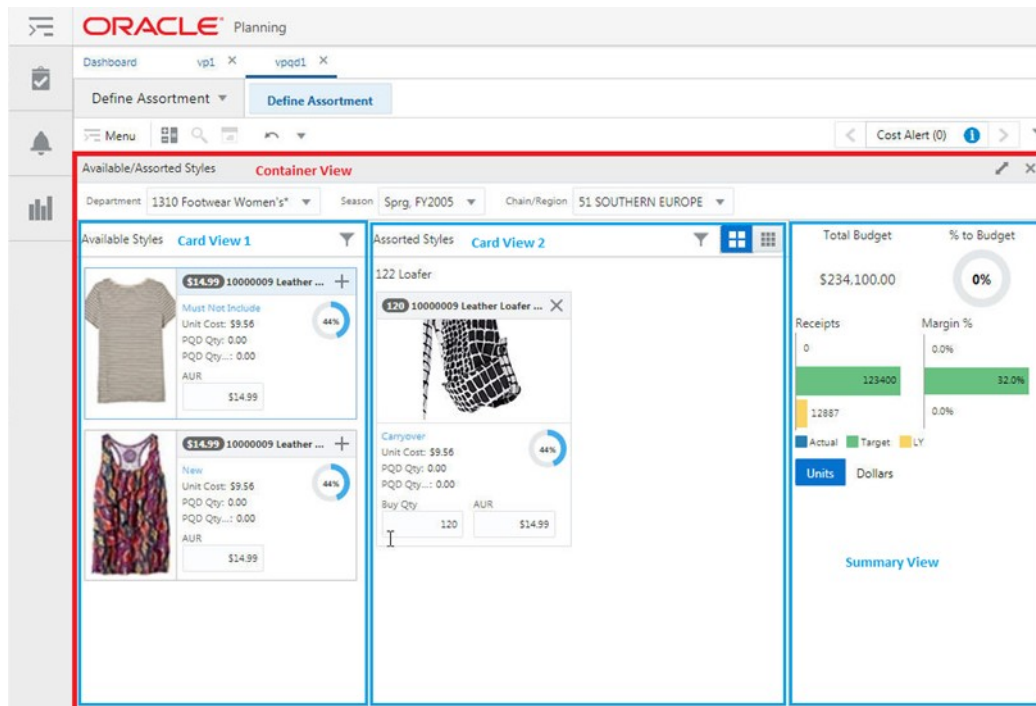 ORACLE Planning
Dashboard vp1 × vpqd1 ×
Define Assortment Define Assortment
Menu Cost Alert (0) i
Available/Assorted Styles Container View
Department 1310 Footwear Women's* Season Sprg, FY2005 Chain/Region 51 SOUTHERN EUROPE
Available Styles Card View 1
$14.99 10000009 Leather ...
Must Not Include
Unit Cost: $9.56
PQD Qty: 0.00
PQD Qty...: 0.00
44%
AUR
$14.99
$14.99 10000009 Leather ...
New
Unit Cost: $9.56
PQD Qty: 0.00
PQD Qty...: 0.00
44%
AUR
$14.99
Assorted Styles Card View 2
122 Loafer
120 10000009 Leather Loafer ...
Carryover
Unit Cost: $9.56
PQD Qty: 0.00
PQD Qty...: 0.00
44%
Buy Qty AUR
120 $14.99
Total Budget % to Budget
$234,100.00 0%
Receipts Margin %
0 0.0%
123400 32.0%
12887 0.0%
Actual Target LY
Units Dollars
Summary View